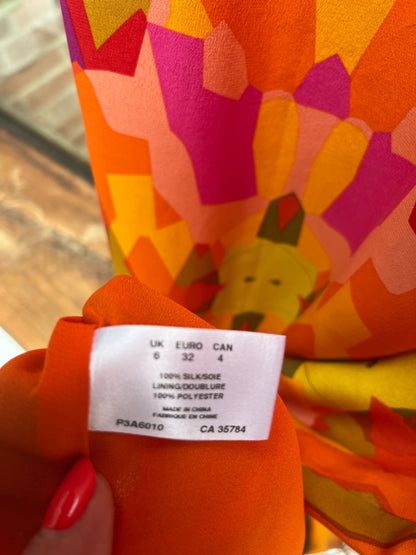 UK EURO CAN
6 32 4
100% SILK/SOIE
LINING/DOUBLURE
100% POLYESTER
MADE IN CHINA
FABRIQUE EN CHINE
P3A6010 CA 35784